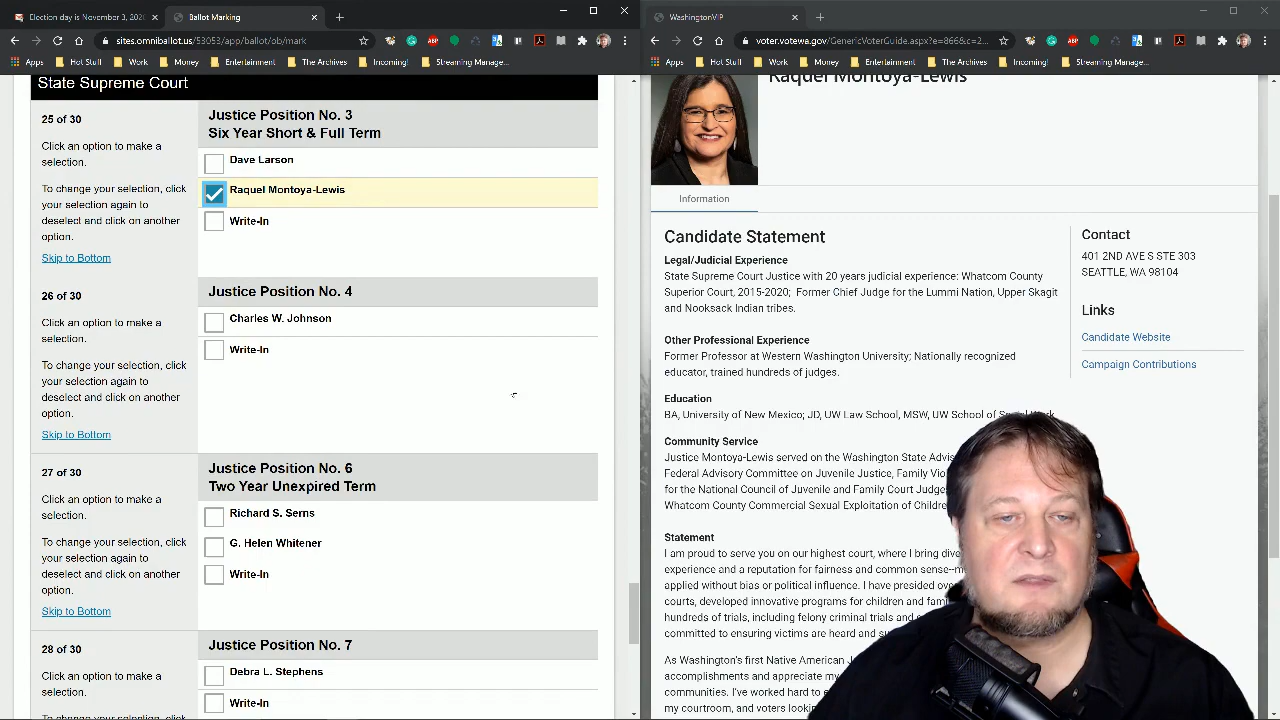 Election day is November 3, 202
Ballot Marking
sites.omniballot.us/53053/app/ballot/ob/mark
Apps
Hot Stuff
Work
Money
Entertainment
The Archives
Incoming!
Streaming Manage...
State Supreme Court
25 of 30
Click an option to make a
selection.
To change your selection, click
your selection again to
deselect and click on another
option.
Skip to Bottom
Justice Position No. 3
Six Year Short & Full Term
Dave Larson
Raquel Montoya-Lewis
Write-In
26 of 30
Click an option to make a
selection.
To change your selection, click
your selection again to
deselect and click on another
option.
Skip to Bottom
Justice Position No. 4
Charles W. Johnson
Write-In
27 of 30
Click an option to make a
selection.
To change your selection, click
your selection again to
deselect and click on another
option.
Skip to Bottom
Justice Position No. 6
Two Year Unexpired Term
Richard S. Serns
G. Helen Whitener
Write-In
28 of 30
Click an option to make a
selection.
To change your selection, click
Justice Position No. 7
Debra L. Stephens
Write-In
WashingtonVIP
voter.votewa.gov/GenericVoterGuide.aspx?e=866&c=2...
Apps
Hot Stuff
Work
Money
Entertainment
The Archives
Incoming!
Streaming Manage...
Raquel Montoya-Lewis
Information
Candidate Statement
Legal/Judicial Experience
State Supreme Court Justice with 20 years judicial experience: Whatcom County
Superior Court, 2015-2020; Former Chief Judge for the Lummi Nation, Upper Skagit
and Nooksack Indian tribes.
Other Professional Experience
Former Professor at Western Washington University; Nationally recognized
educator, trained hundreds of judges.
Education
BA, University of New Mexico; JD, UW Law School, MSW, UW School of Social Work
Community Service
Justice Montoya-Lewis served on the Washington State Advis
Federal Advisory Committee on Juvenile Justice, Family Vio
for the National Council of Juvenile and Family Court Judge
Whatcom County Commercial Sexual Exploitation of Childre
Statement
I am proud to serve you on our highest court, where I bring dive
experience and a reputation for fairness and common sense--m
applied without bias or political influence. I have presided ove
courts, developed innovative programs for children and fami
hundreds of trials, including felony criminal trials and
committed to ensuring victims are heard and su
As Washington's first Native American J
accomplishments and appreciate my
communities. I've worked hard to e
my courtroom, and voters looki
Contact
401 2ND AVE S STE 303
SEATTLE, WA 98104
Links
Candidate Website
Campaign Contributions